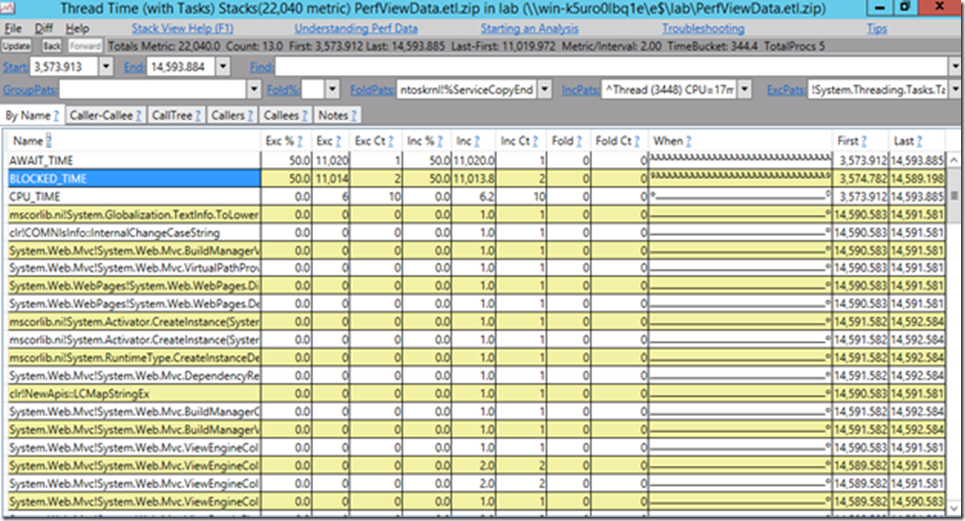 Thread Time (with Tasks) Stacks(22,040 metric) PerfViewData.etl.zip in lab (\\win-k5uro0lbq1e\e$\lab\PerfViewData.etl.zip)
File Diff Help Stack View Help (F1) Understanding Perf Data Starting an Analysis Troubleshooting Tips
Update Back Forward Totals Metric: 22,040.0 Count: 13.0 First: 3,573.912 Last: 14,593.885 Last-First: 11,019.972 Metric/Interval: 2.00 TimeBucket: 344.4 TotalProcs 5
Start: 3,573.913 End: 14,593.884 Find:
GroupPats: Fold%: FoldPats: ntoskrnl!%ServiceCopyEnd IncPats: ^Thread (3448) CPU=17m ExcPats: !System.Threading.Tasks.Ta
By Name ? Caller-Callee ? CallTree ? Callers ? Callees ? Notes ?
Name ? Exc % ? Exc ? Exc Ct ? Inc % ? Inc ? Inc Ct ? Fold ? Fold Ct ? When ? First ? Last ?
AWAIT_TIME 50.0 11,020 1 50.0 11,020.0 1 0 0 3,573.912 14,593.885
BLOCKED_TIME 50.0 11,014 2 50.0 11,013.8 2 0 0 3,574.782 14,589.198
CPU_TIME 0.0 6 10 0.0 6.2 10 0 0 3,573.912 14,593.885
mscorlib.ni!System.Globalization.TextInfo.ToLower 0.0 0 0 0.0 1.0 1 0 0 14,590.583 14,591.581
clr!COMNlsInfo::InternalChangeCaseString 0.0 0 0 0.0 1.0 1 0 0 14,590.583 14,591.581
System.Web.Mvc!System.Web.Mvc.BuildManager 0.0 0 0 0.0 1.0 1 0 0 14,590.583 14,591.581
System.Web.Mvc!System.Web.Mvc.VirtualPathProv 0.0 0 0 0.0 1.0 1 0 0 14,590.583 14,591.581
System.Web.WebPages!System.Web.WebPages.Di 0.0 0 0 0.0 1.0 1 0 0 14,590.583 14,591.581
System.Web.WebPages!System.Web.WebPages.De 0.0 0 0 0.0 1.0 1 0 0 14,590.583 14,591.581
mscorlib.ni!System.Activator.CreateInstance(System 0.0 0 0 0.0 1.0 1 0 0 14,591.582 14,592.584
mscorlib.ni!System.Activator.CreateInstance(System 0.0 0 0 0.0 1.0 1 0 0 14,591.582 14,592.584
mscorlib.ni!System.RuntimeType.CreateInstanceDe 0.0 0 0 0.0 1.0 1 0 0 14,591.582 14,592.584
System.Web.Mvc!System.Web.Mvc.DependencyRe 0.0 0 0 0.0 1.0 1 0 0 14,591.582 14,592.584
clr!NewApis::LCMapStringEx 0.0 0 0 0.0 1.0 1 0 0 14,590.583 14,591.581
System.Web.Mvc!System.Web.Mvc.BuildManagerC 0.0 0 0 0.0 1.0 1 0 0 14,591.582 14,592.584
System.Web.Mvc!System.Web.Mvc.BuildManager 0.0 0 0 0.0 1.0 1 0 0 14,591.582 14,592.584
System.Web.Mvc!System.Web.Mvc.ViewEngineCol 0.0 0 0 0.0 1.0 1 0 0 14,590.583 14,591.581
System.Web.Mvc!System.Web.Mvc.ViewEngineCol 0.0 0 0 0.0 2.0 2 0 0 14,589.582 14,591.581
System.Web.Mvc!System.Web.Mvc.ViewEngineCol 0.0 0 0 0.0 2.0 2 0 0 14,589.582 14,591.581
System.Web.Mvc!System.Web.Mvc.ViewEngineCol 0.0 0 0 0.0 1.0 1 0 0 14,589.582 14,590.583